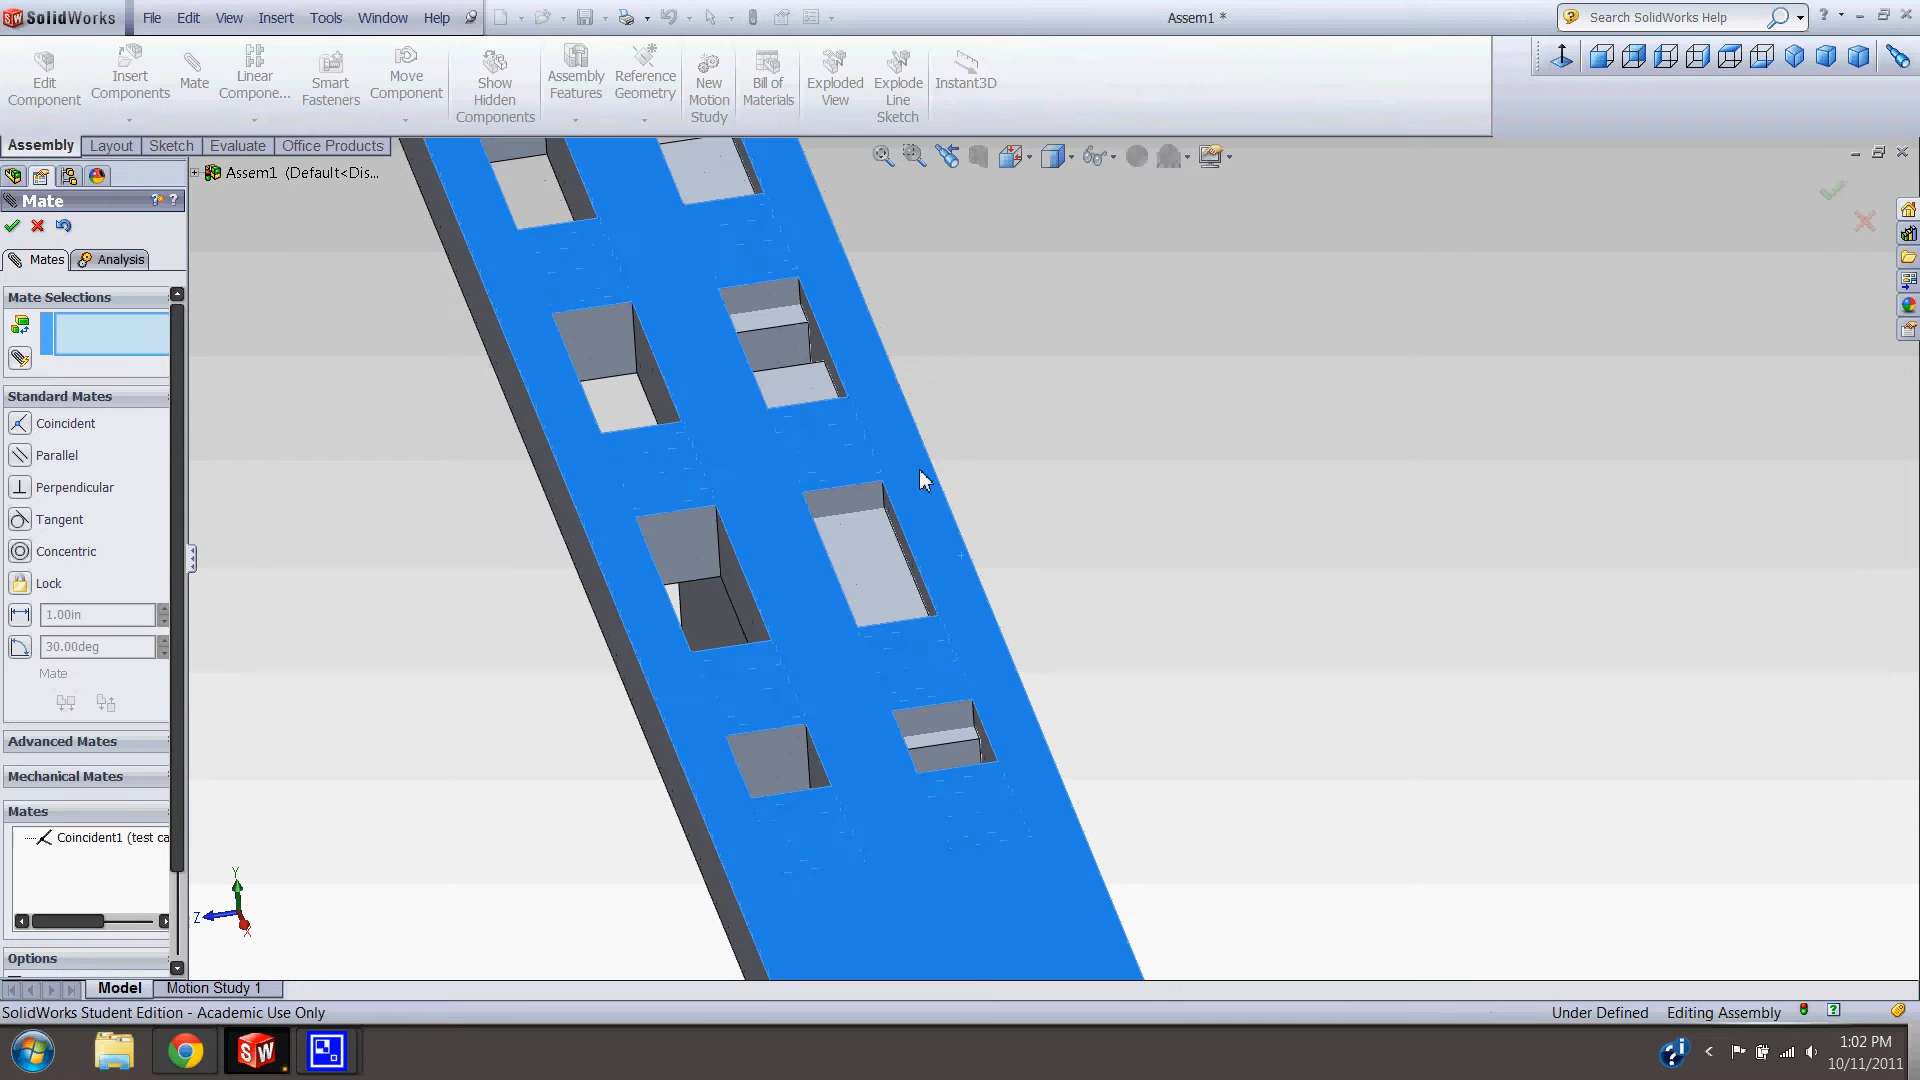 SolidWorks File Edit View Insert Tools Window Help Assem1 * Search SolidWorks Help
Edit Component
Insert Components
Mate
Linear Compone...
Smart Fasteners
Move Component
Show Hidden Components
Assembly Features
Reference Geometry
New Motion Study
Bill of Materials
Exploded View
Explode Line Sketch
Instant3D
Assembly Layout Sketch Evaluate Office Products
Assem1 (Default<Dis...
Mate
Mates Analysis
Mate Selections
Standard Mates
Coincident
Parallel
Perpendicular
Tangent
Concentric
Lock
1.00in
30.00deg
Mate
Advanced Mates
Mechanical Mates
Mates
Coincident1 (test ca
Options
Y
Z
X
Model Motion Study 1
SolidWorks Student Edition - Academic Use Only Under Defined Editing Assembly
SW
1:02 PM
10/11/2011